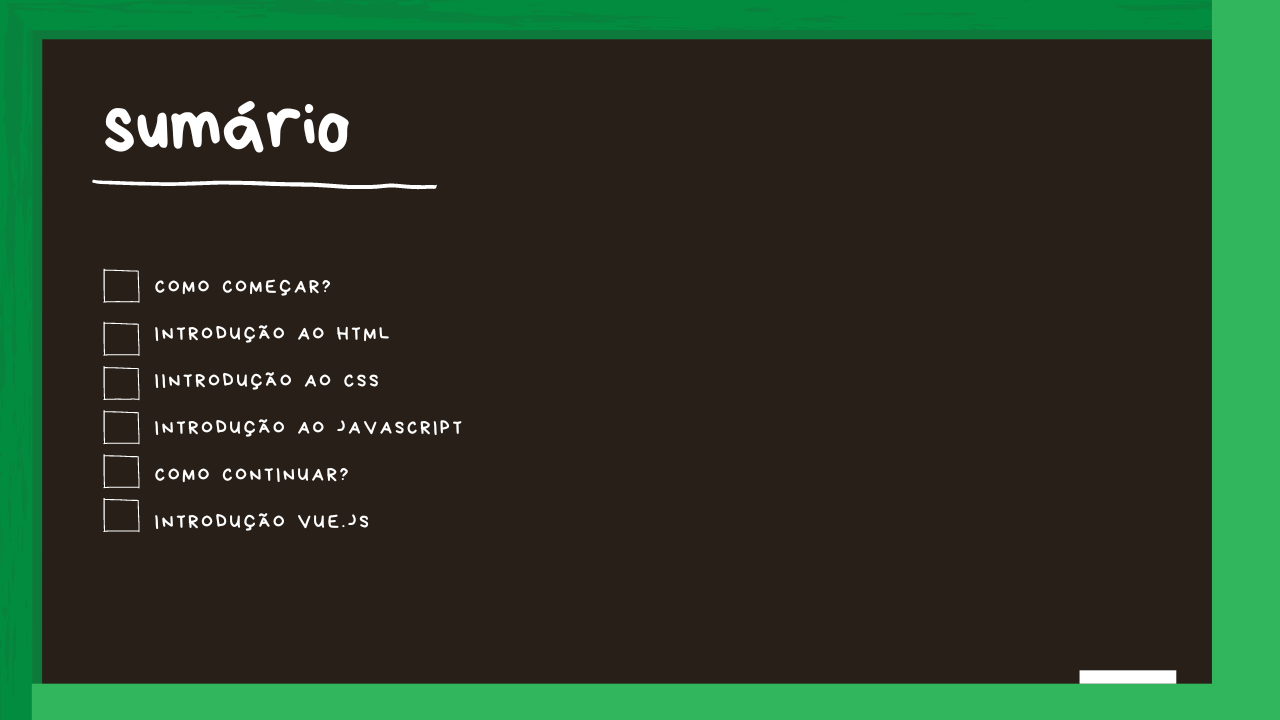 sumário
COMO COMEÇAR?
INTRODUÇÃO AO HTML
IINTRODUÇÃO AO CSS
INTRODUÇÃO AO JAVASCRIPT
COMO CONTINUAR?
INTRODUÇÃO VUE.JS